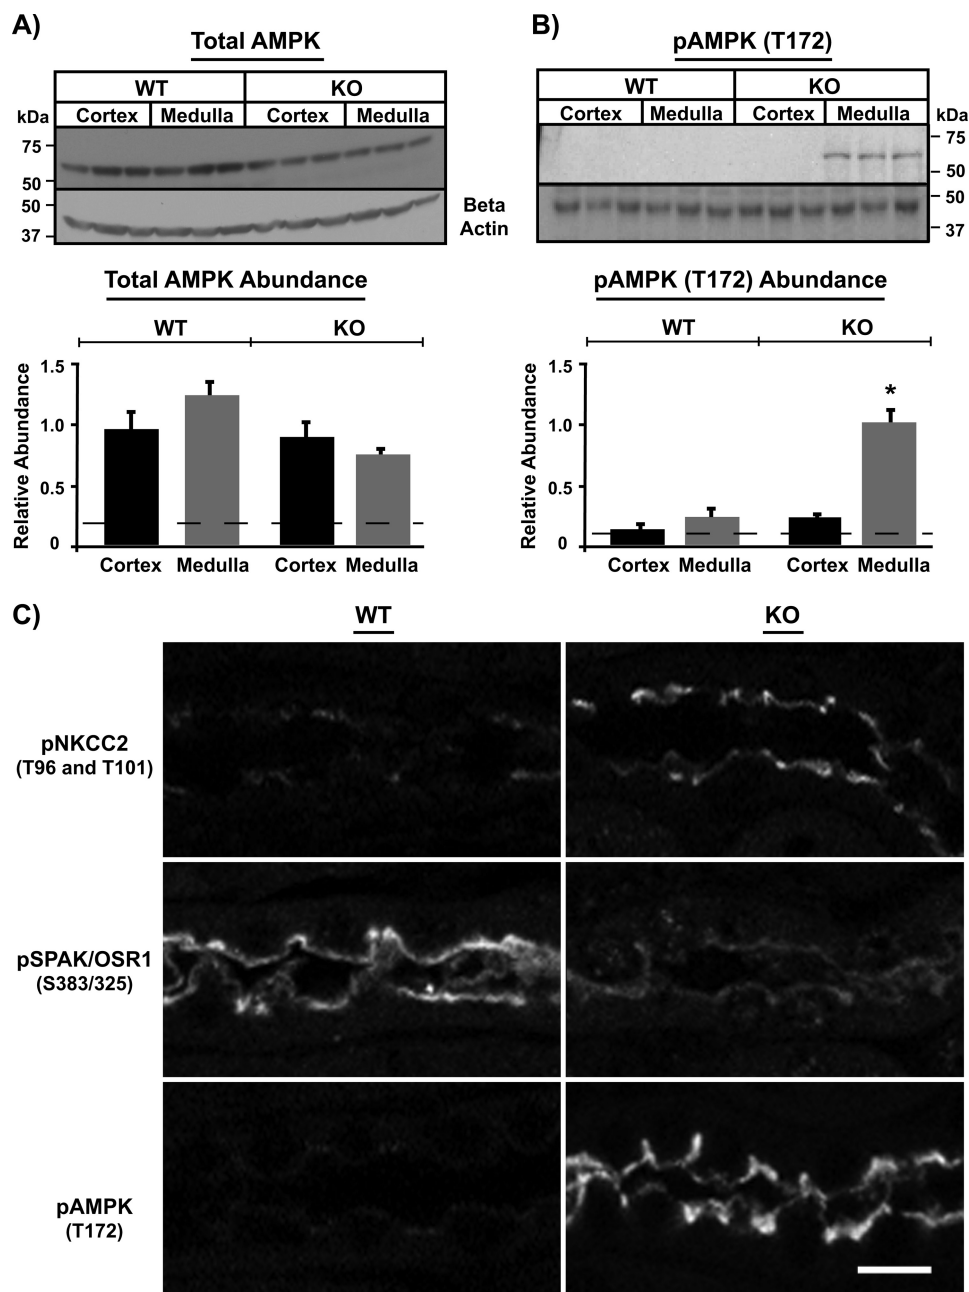 A)
Total AMPK
WT KO
kDa Cortex Medulla Cortex Medulla
75
50
50
37
Beta
Actin
B)
pAMPK (T172)
WT KO
Cortex Medulla Cortex Medulla kDa
75
50
50
37
Total AMPK Abundance
WT KO
Relative Abundance
1.5
1.0
0.5
0
Cortex Medulla Cortex Medulla
pAMPK (T172) Abundance
WT KO
Relative Abundance
1.5
1.0
0.5
0
*
Cortex Medulla Cortex Medulla
C)
WT KO
pNKCC2
(T96 and T101)
pSPAK/OSR1
(S383/325)
pAMPK
(T172)